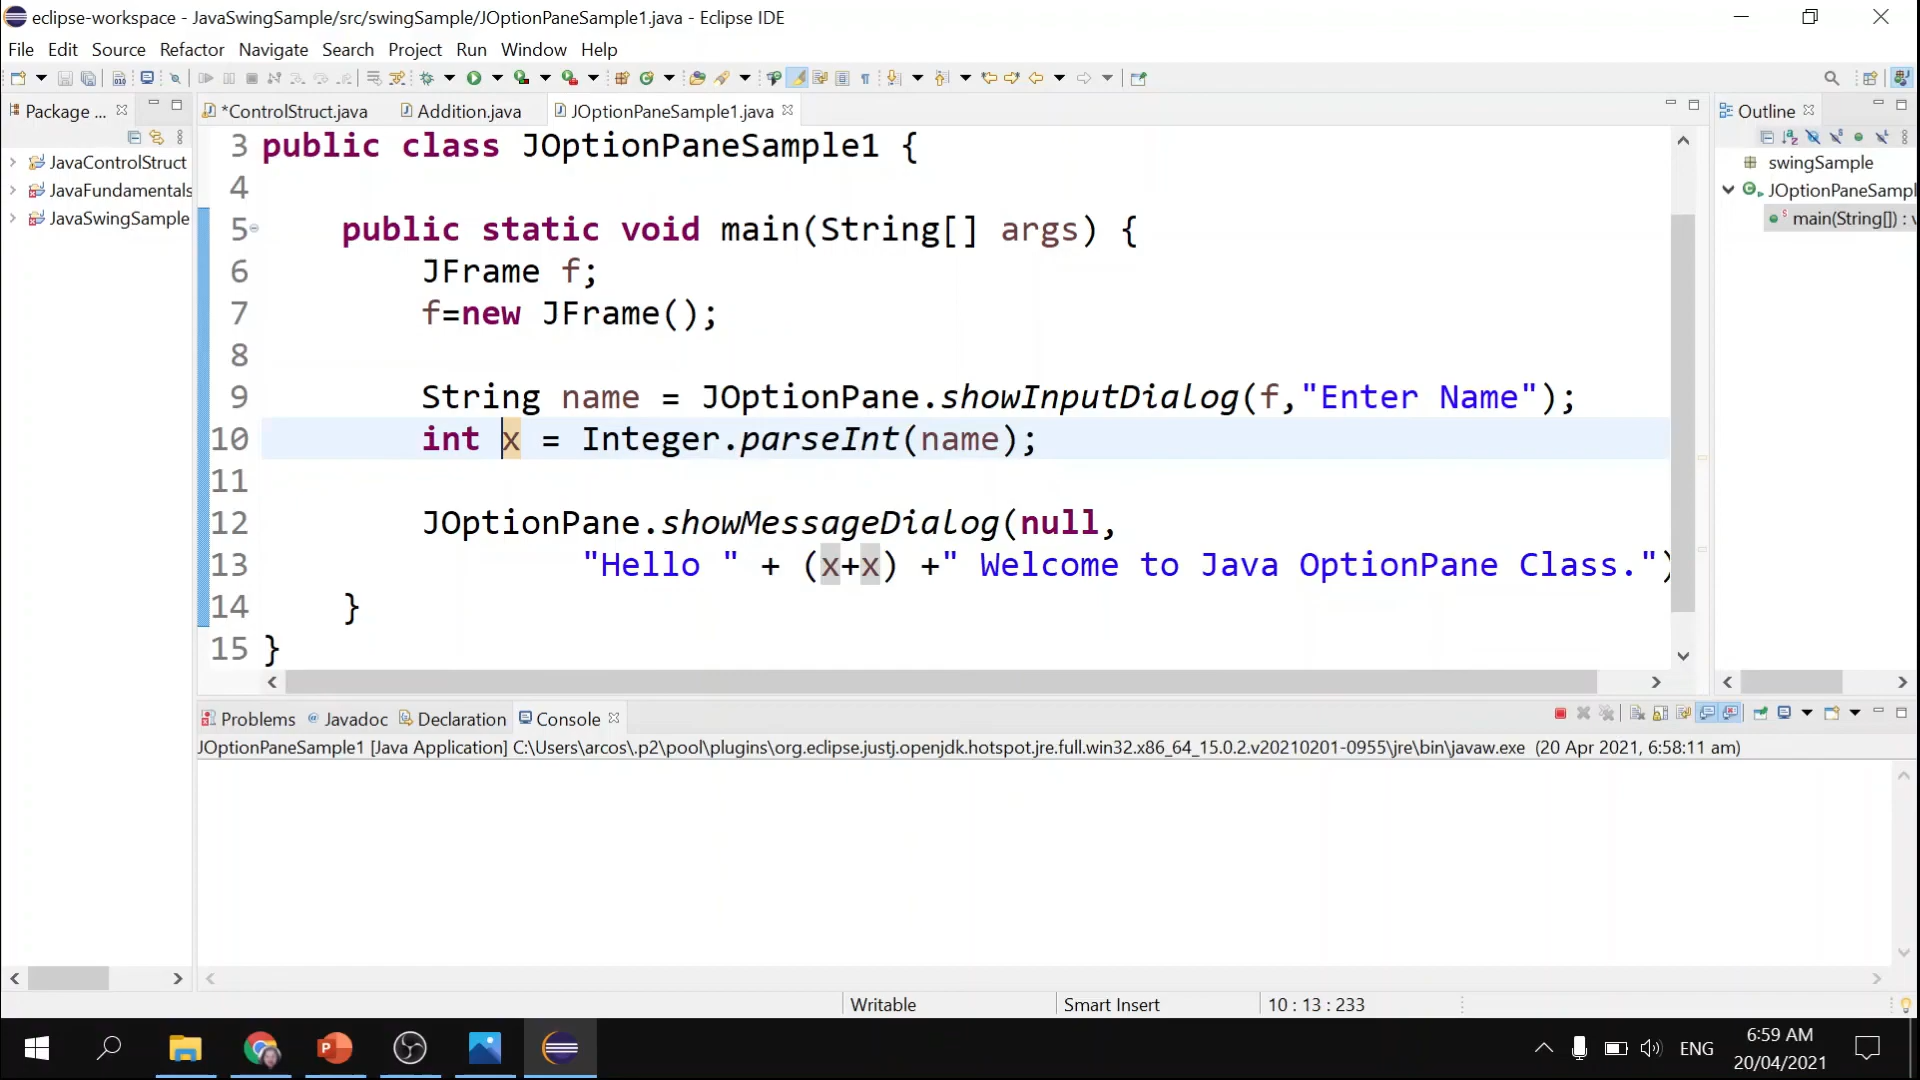 eclipse-workspace - JavaSwingSample/src/swingSample/JOptionPaneSample1.java - Eclipse IDE
File Edit Source Refactor Navigate Search Project Run Window Help
Package ...
*ControlStruct.java Addition.java JOptionPaneSample1.java
Outline
JavaControlStruct
JavaFundamentals
JavaSwingSample
3 public class JOptionPaneSample1 {
4
5 public static void main(String[] args) {
6 JFrame f;
7 f=new JFrame();
8
9 String name = JOptionPane.showInputDialog(f,"Enter Name");
10 int x = Integer.parseInt(name);
11
12 JOptionPane.showMessageDialog(null,
13 "Hello " + (x+x) +" Welcome to Java OptionPane Class.")
14 }
15 }
swingSample
JOptionPaneSampl
main(String[]) : v
Problems Javadoc Declaration Console
JOptionPaneSample1 [Java Application] C:\Users\arcos\.p2\pool\plugins\org.eclipse.justj.openjdk.hotspot.jre.full.win32.x86_64_15.0.2.v20210201-0955\jre\bin\javaw.exe (20 Apr 2021, 6:58:11 am)
Writable Smart Insert 10 : 13 : 233
ENG
6:59 AM
20/04/2021